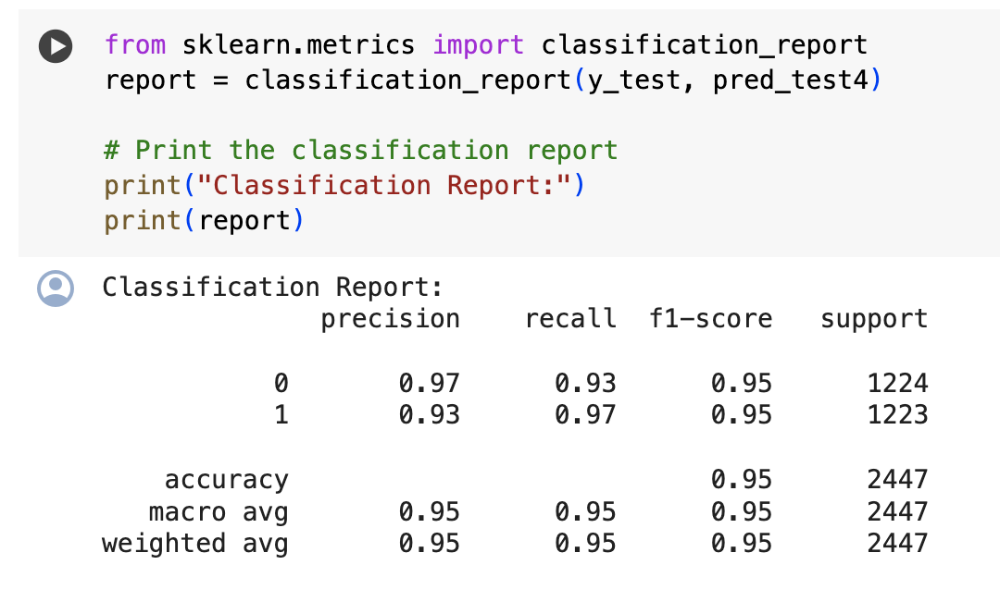 from sklearn.metrics import classification_report
report = classification_report(y_test, pred_test4)
# Print the classification report
print("Classification Report:")
print(report)
Classification Report:
precision recall f1-score support
0 0.97 0.93 0.95 1224
1 0.93 0.97 0.95 1223
accuracy 0.95 2447
macro avg 0.95 0.95 0.95 2447
weighted avg 0.95 0.95 0.95 2447